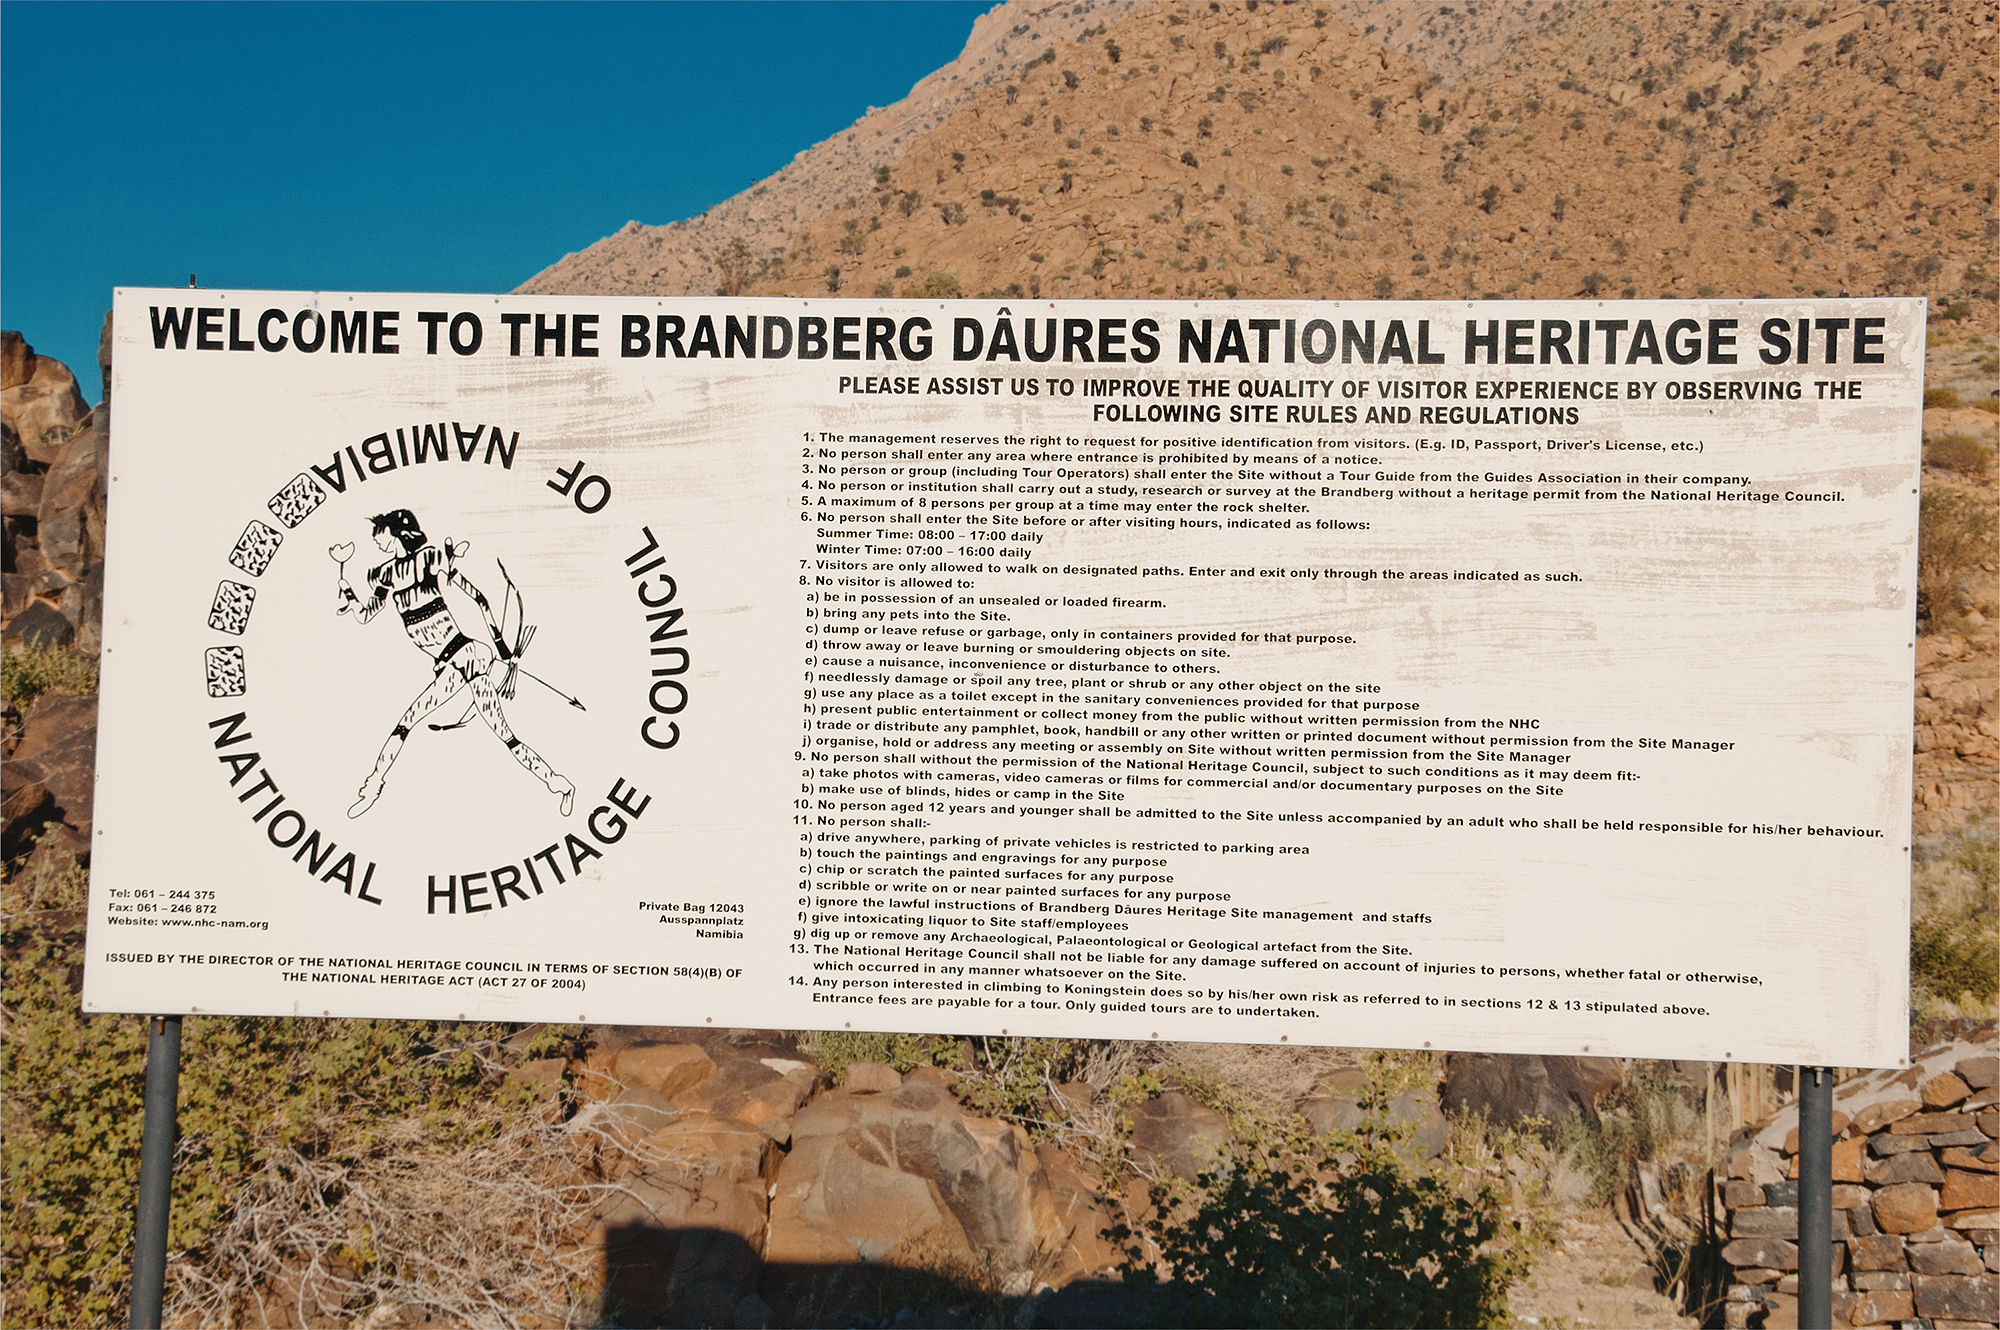 WELCOME TO THE BRANDBERG DÂURES NATIONAL HERITAGE SITE
PLEASE ASSIST US TO IMPROVE THE QUALITY OF VISITOR EXPERIENCE BY OBSERVING THE
FOLLOWING SITE RULES AND REGULATIONS
NATIONAL HERITAGE COUNCIL OF NAMIBIA
Tel: 061 – 244 375
Fax: 061 – 246 872
Website: www.nhc-nam.org
Private Bag 12043
Ausspannplatz
Namibia
ISSUED BY THE DIRECTOR OF THE NATIONAL HERITAGE COUNCIL IN TERMS OF SECTION 58(4)(B) OF
THE NATIONAL HERITAGE ACT (ACT 27 OF 2004)
1. The management reserves the right to request for positive identification from visitors. (E.g. ID, Passport, Driver's License, etc.)
2. No person shall enter any area where entrance is prohibited by means of a notice.
3. No person or group (including Tour Operators) shall enter the Site without a Tour Guide from the Guides Association in their company.
4. No person or institution shall carry out a study, research or survey at the Brandberg without a heritage permit from the National Heritage Council.
5. A maximum of 8 persons per group at a time may enter the rock shelter.
6. No person shall enter the Site before or after visiting hours, indicated as follows:
Summer Time: 08:00 – 17:00 daily
Winter Time: 07:00 – 16:00 daily
7. Visitors are only allowed to walk on designated paths. Enter and exit only through the areas indicated as such.
8. No visitor is allowed to:
a) be in possession of an unsealed or loaded firearm.
b) bring any pets into the Site.
c) dump or leave refuse or garbage, only in containers provided for that purpose.
d) throw away or leave burning or smouldering objects on site.
e) cause a nuisance, inconvenience or disturbance to others.
f) needlessly damage or spoil any tree, plant or shrub or any other object on the site
g) use any place as a toilet except in the sanitary conveniences provided for that purpose
h) present public entertainment or collect money from the public without written permission from the NHC
i) trade or distribute any pamphlet, book, handbill or any other written or printed document without permission from the Site Manager
j) organise, hold or address any meeting or assembly on Site without written permission from the Site Manager
9. No person shall without the permission of the National Heritage Council, subject to such conditions as it may deem fit:-
a) take photos with cameras, video cameras or films for commercial and/or documentary purposes on the Site
b) make use of blinds, hides or camp in the Site
10. No person aged 12 years and younger shall be admitted to the Site unless accompanied by an adult who shall be held responsible for his/her behaviour.
11. No person shall:-
a) drive anywhere, parking of private vehicles is restricted to parking area
b) touch the paintings and engravings for any purpose
c) chip or scratch the painted surfaces for any purpose
d) scribble or write on or near painted surfaces for any purpose
e) ignore the lawful instructions of Brandberg Dâures Heritage Site management and staffs
f) give intoxicating liquor to Site staff/employees
g) dig up or remove any Archaeological, Palaeontological or Geological artefact from the Site.
13. The National Heritage Council shall not be liable for any damage suffered on account of injuries to persons, whether fatal or otherwise,
which occurred in any manner whatsoever on the Site.
14. Any person interested in climbing to Koningstein does so by his/her own risk as referred to in sections 12 & 13 stipulated above.
Entrance fees are payable for a tour. Only guided tours are to undertaken.